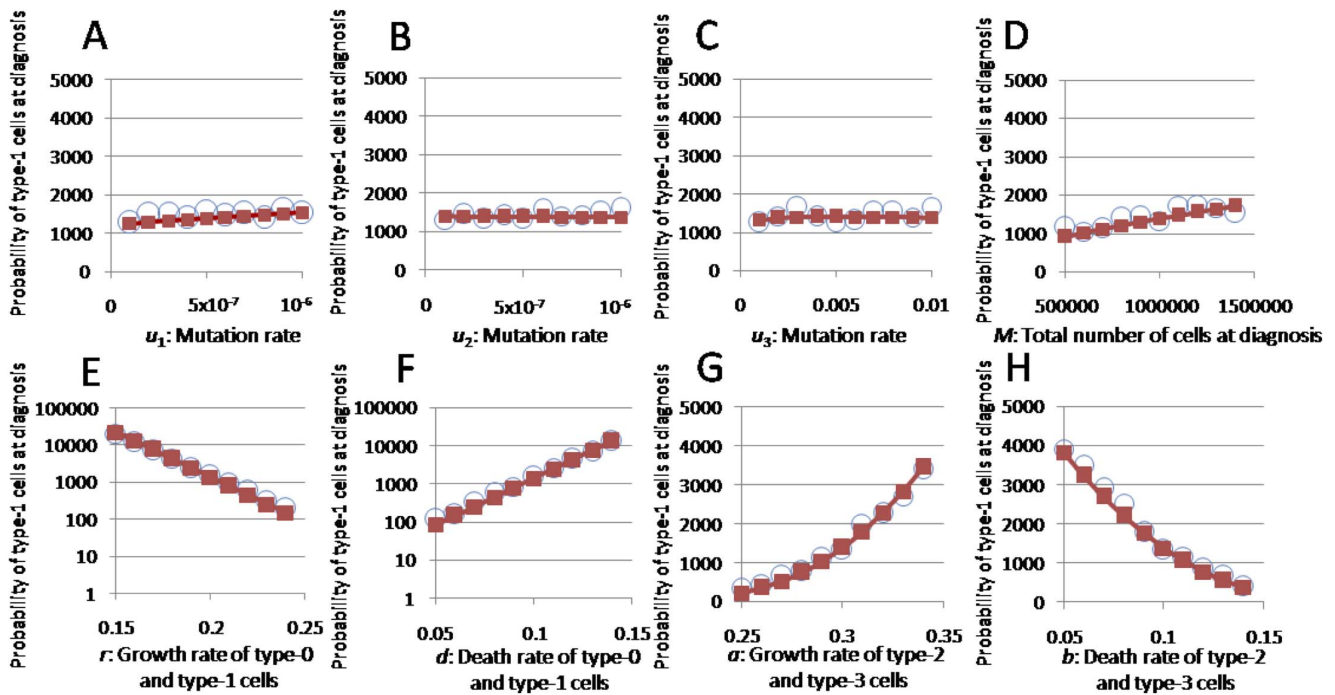 A
Probability of type-1 cells at diagnosis
5000
4000
3000
2000
1000
0
0
5x10⁻⁷
10⁻⁶
u₁: Mutation rate
B
Probability of type-1 cells at diagnosis
5000
4000
3000
2000
1000
0
0
5x10⁻⁷
10⁻⁶
u₂: Mutation rate
C
Probability of type-1 cells at diagnosis
5000
4000
3000
2000
1000
0
0
0.005
0.01
u₃: Mutation rate
D
Probability of type-1 cells at diagnosis
5000
4000
3000
2000
1000
0
500000
1000000
1500000
M: Total number of cells at diagnosis
E
Probability of type-1 cells at diagnosis
100000
10000
1000
100
10
1
0.15
0.2
0.25
r: Growth rate of type-0
and type-1 cells
F
Probability of type-1 cells at diagnosis
100000
10000
1000
100
10
1
0.05
0.1
0.15
d: Death rate of type-0
and type-1 cells
G
Probability of type-1 cells at diagnosis
5000
4000
3000
2000
1000
0
0.25
0.3
0.35
a: Growth rate of type-2
and type-3 cells
H
Probability of type-1 cells at diagnosis
5000
4000
3000
2000
1000
0
0.05
0.1
0.15
b: Death rate of type-2
and type-3 cells